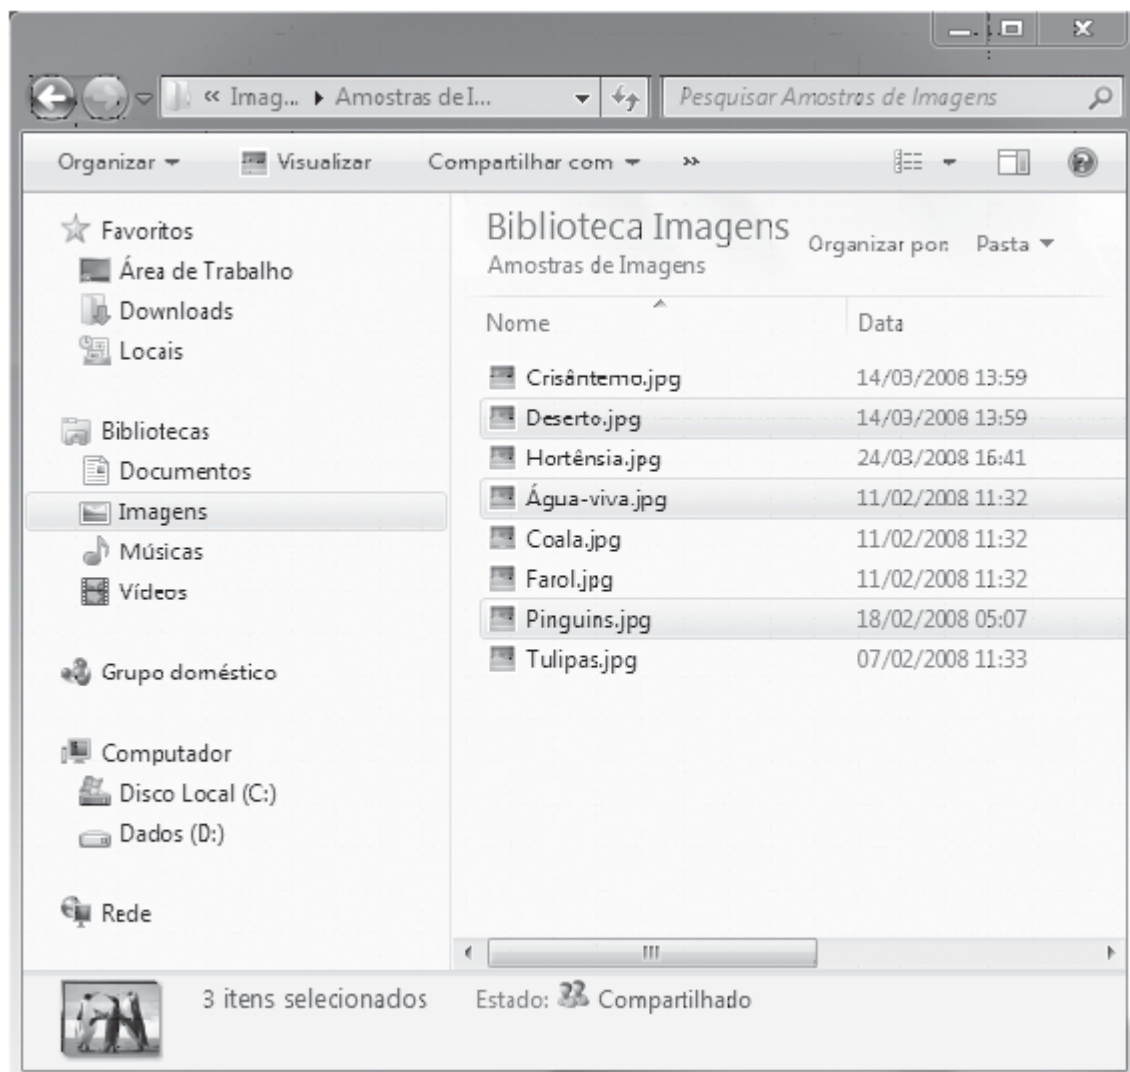 « Imag... ▸ Amostras de I...
Pesquisar Amostras de Imagens
Organizar Visualizar Compartilhar com »
Favoritos
Área de Trabalho
Downloads
Locais
Bibliotecas
Documentos
Imagens
Músicas
Vídeos
Grupo doméstico
Computador
Disco Local (C:)
Dados (D:)
Rede
Biblioteca Imagens
Amostras de Imagens
Organizar por: Pasta
Nome Data
Crisântemo.jpg 14/03/2008 13:59
Deserto.jpg 14/03/2008 13:59
Hortênsia.jpg 24/03/2008 16:41
Água-viva.jpg 11/02/2008 11:32
Coala.jpg 11/02/2008 11:32
Farol.jpg 11/02/2008 11:32
Pinguins.jpg 18/02/2008 05:07
Tulipas.jpg 07/02/2008 11:33
3 itens selecionados Estado: Compartilhado